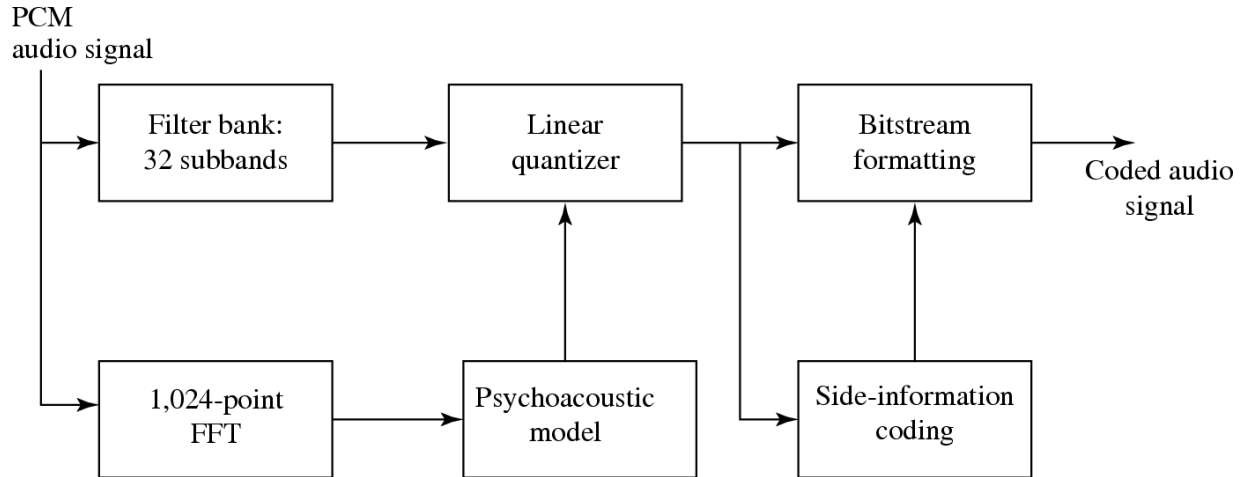 PCM
audio signal
Filter bank:
32 subbands
Linear
quantizer
Bitstream
formatting
Coded audio
signal
1,024-point
FFT
Psychoacoustic
model
Side-information
coding